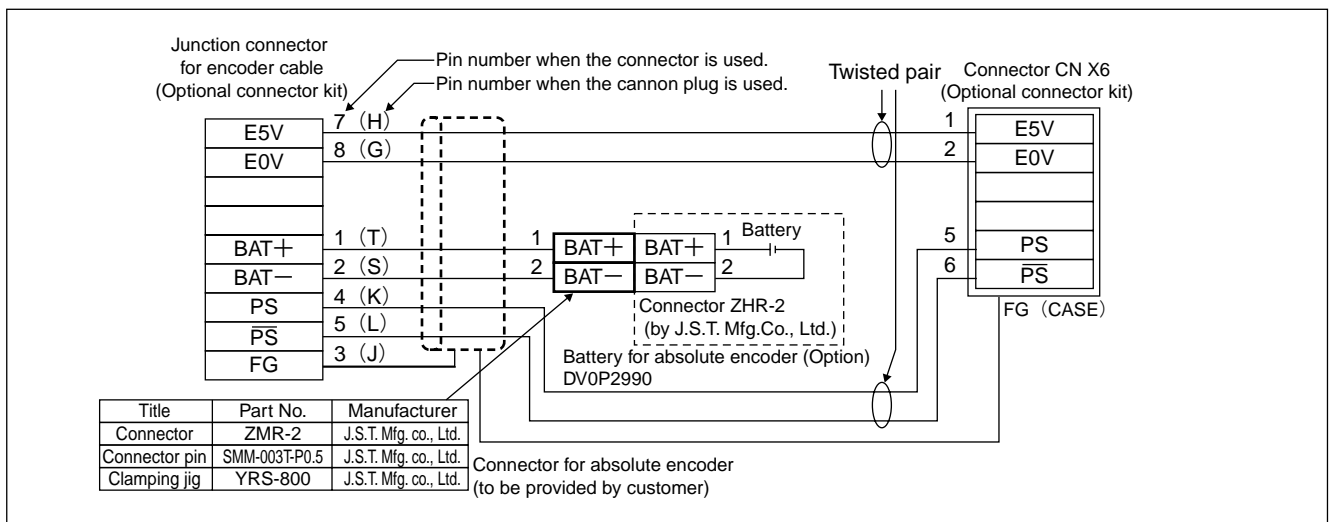 Junction connector
for encoder cable
(Optional connector kit)
Pin number when the connector is used.
Pin number when the cannon plug is used.
Twisted pair
Connector CN X6
(Optional connector kit)
E5V
7 (H)
1
E5V
E0V
8 (G)
2
E0V
BAT+
1 (T)
1
BAT+
BAT+
1
Battery
5
PS
BAT−
2 (S)
2
BAT−
BAT−
2
6
P̅S̅
PS
4 (K)
Connector ZHR-2
(by J.S.T. Mfg.Co., Ltd.)
FG (CASE)
P̅S̅
5 (L)
FG
3 (J)
Battery for absolute encoder (Option)
DV0P2990
Title Part No. Manufacturer
Connector ZMR-2 J.S.T. Mfg. co., Ltd.
Connector pin SMM-003T-P0.5 J.S.T. Mfg. co., Ltd.
Clamping jig YRS-800 J.S.T. Mfg. co., Ltd.
Connector for absolute encoder
(to be provided by customer)